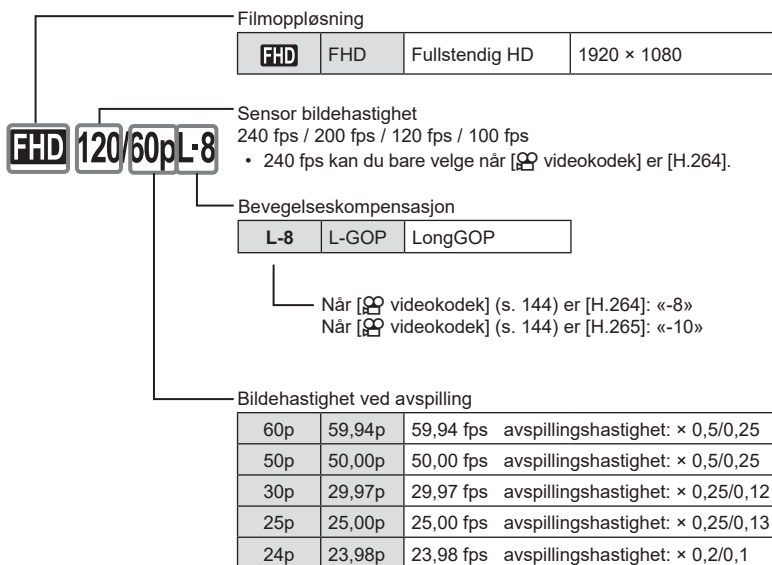 Filmoppløsning
FHD FHD Fullstendig HD 1920 × 1080
Sensor bildehastighet
240 fps / 200 fps / 120 fps / 100 fps
• 240 fps kan du bare velge når [ videokodek] er [H.264].
FHD 120/60p L-8
Bevegelseskompensasjon
L-8 L-GOP LongGOP
Når [ videokodek] (s. 144) er [H.264]: «-8»
Når [ videokodek] (s. 144) er [H.265]: «-10»
Bildehastighet ved avspilling
60p 59,94p 59,94 fps avspillingshastighet: × 0,5/0,25
50p 50,00p 50,00 fps avspillingshastighet: × 0,5/0,25
30p 29,97p 29,97 fps avspillingshastighet: × 0,25/0,12
25p 25,00p 25,00 fps avspillingshastighet: × 0,25/0,13
24p 23,98p 23,98 fps avspillingshastighet: × 0,2/0,1